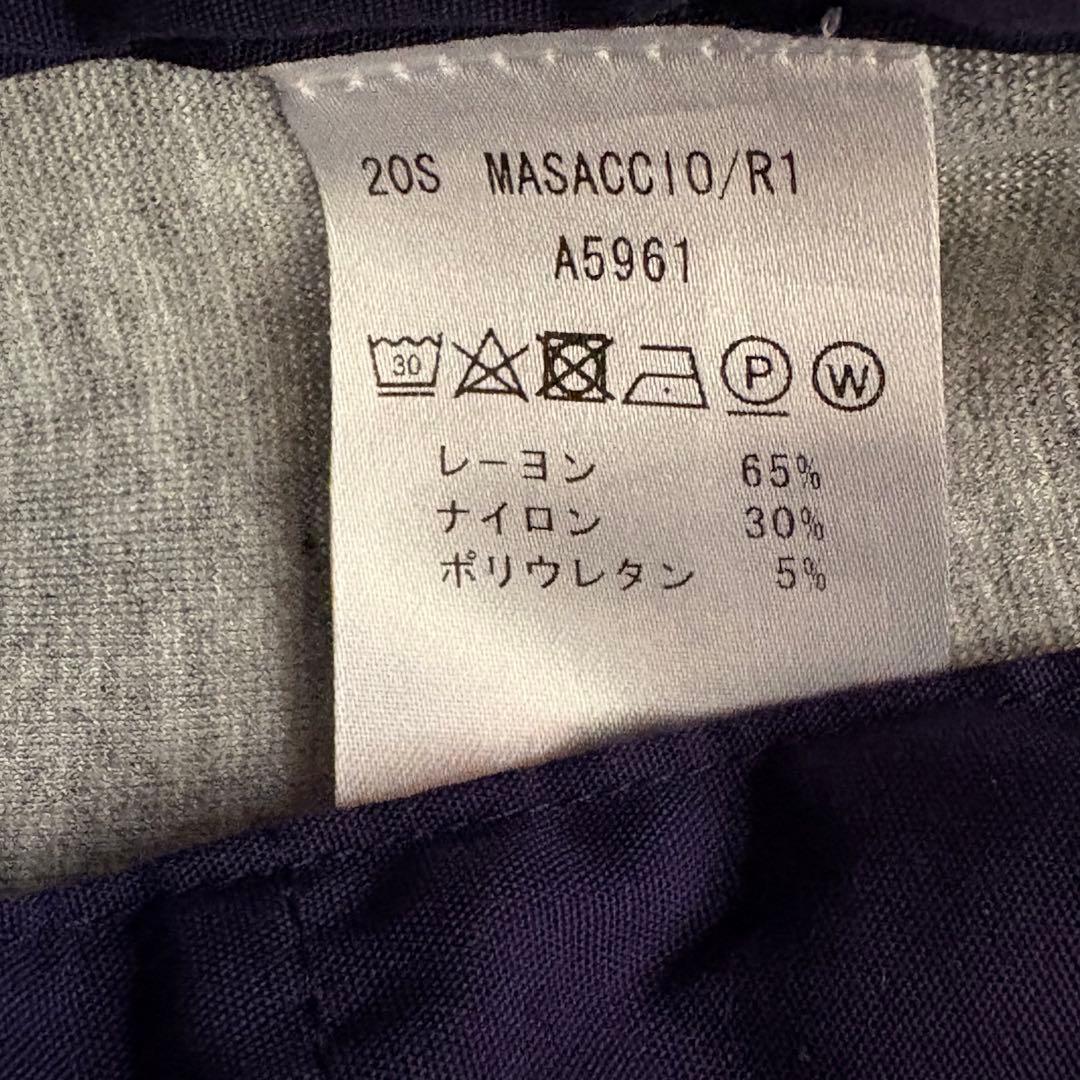 20S MASACCIO/R1
A5961
30 P W
レーヨン 65%
ナイロン 30%
ポリウレタン 5%